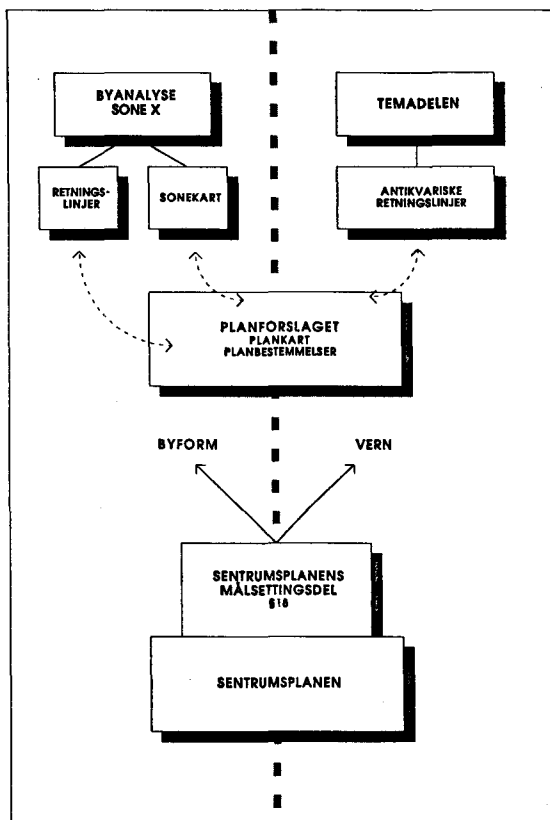 BYANALYSE
SONE X
TEMADELEN
RETNINGS-
LINJER
SONEKART
ANTIKVARISKE
RETNINGSLINJER
PLANFORSLAGET
PLANKART
PLANBESTEMMELSER
BYFORM
VERN
SENTRUMSPLANENS
MÅLSETTINGSDEL
§18
SENTRUMSPLANEN